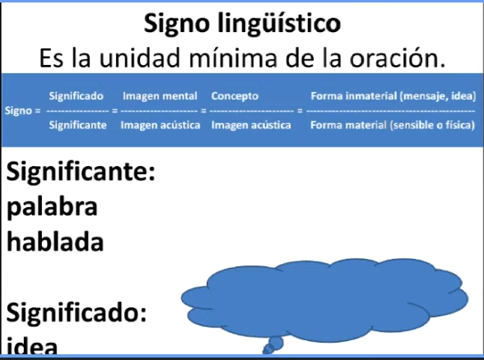 Signo lingüístico
Es la unidad mínima de la oración.
Significado Imagen mental Concepto Forma inmaterial (mensaje, idea)
Signo = ---------------- = ---------------- = ---------------- = ----------------
Significante Imagen acústica Imagen acústica Forma material (sensible o física)
Significante:
palabra
hablada
Significado:
idea